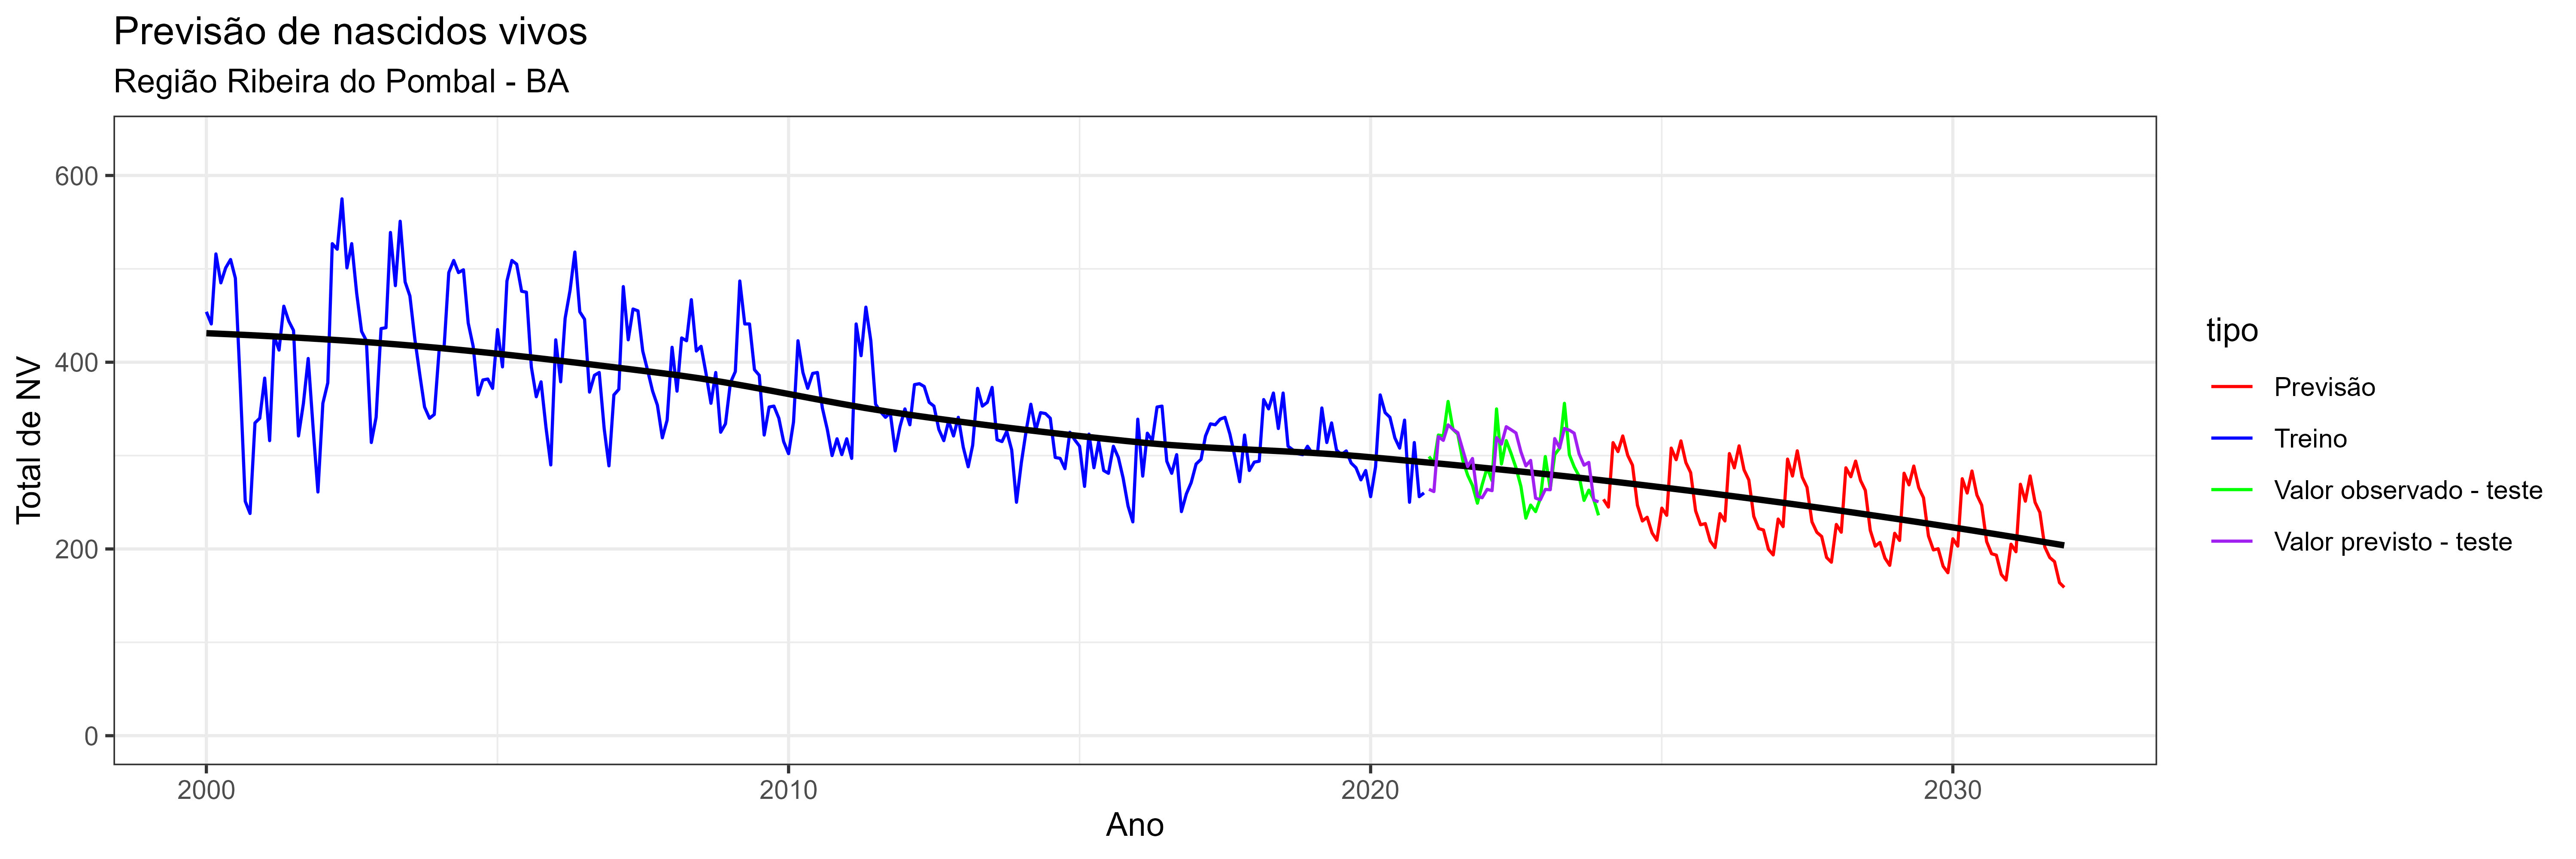 Previsão de nascidos vivos
Região Ribeira do Pombal - BA
Total de NV
600
400
200
0
2000
2010
2020
2030
Ano
tipo
Previsão
Treino
Valor observado - teste
Valor previsto - teste